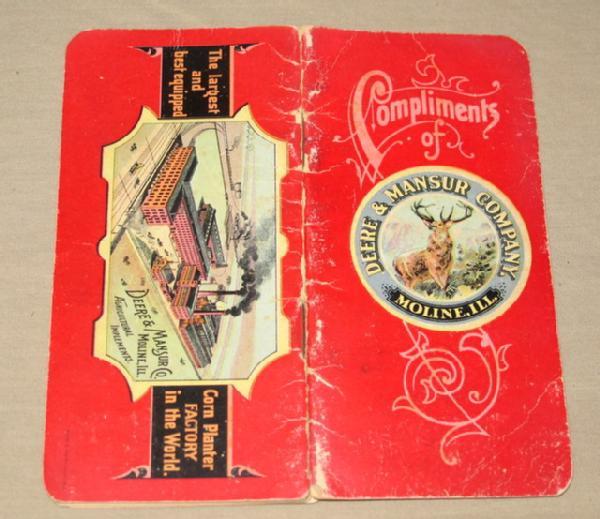 The largest
and
best equipped
DEERE & MANSUR CO.
MOLINE, ILL.
AGRICULTURAL
IMPLEMENTS.
Corn Planter
FACTORY
in the World.
Compliments
of
DEERE & MANSUR COMPANY.
MOLINE, ILL.